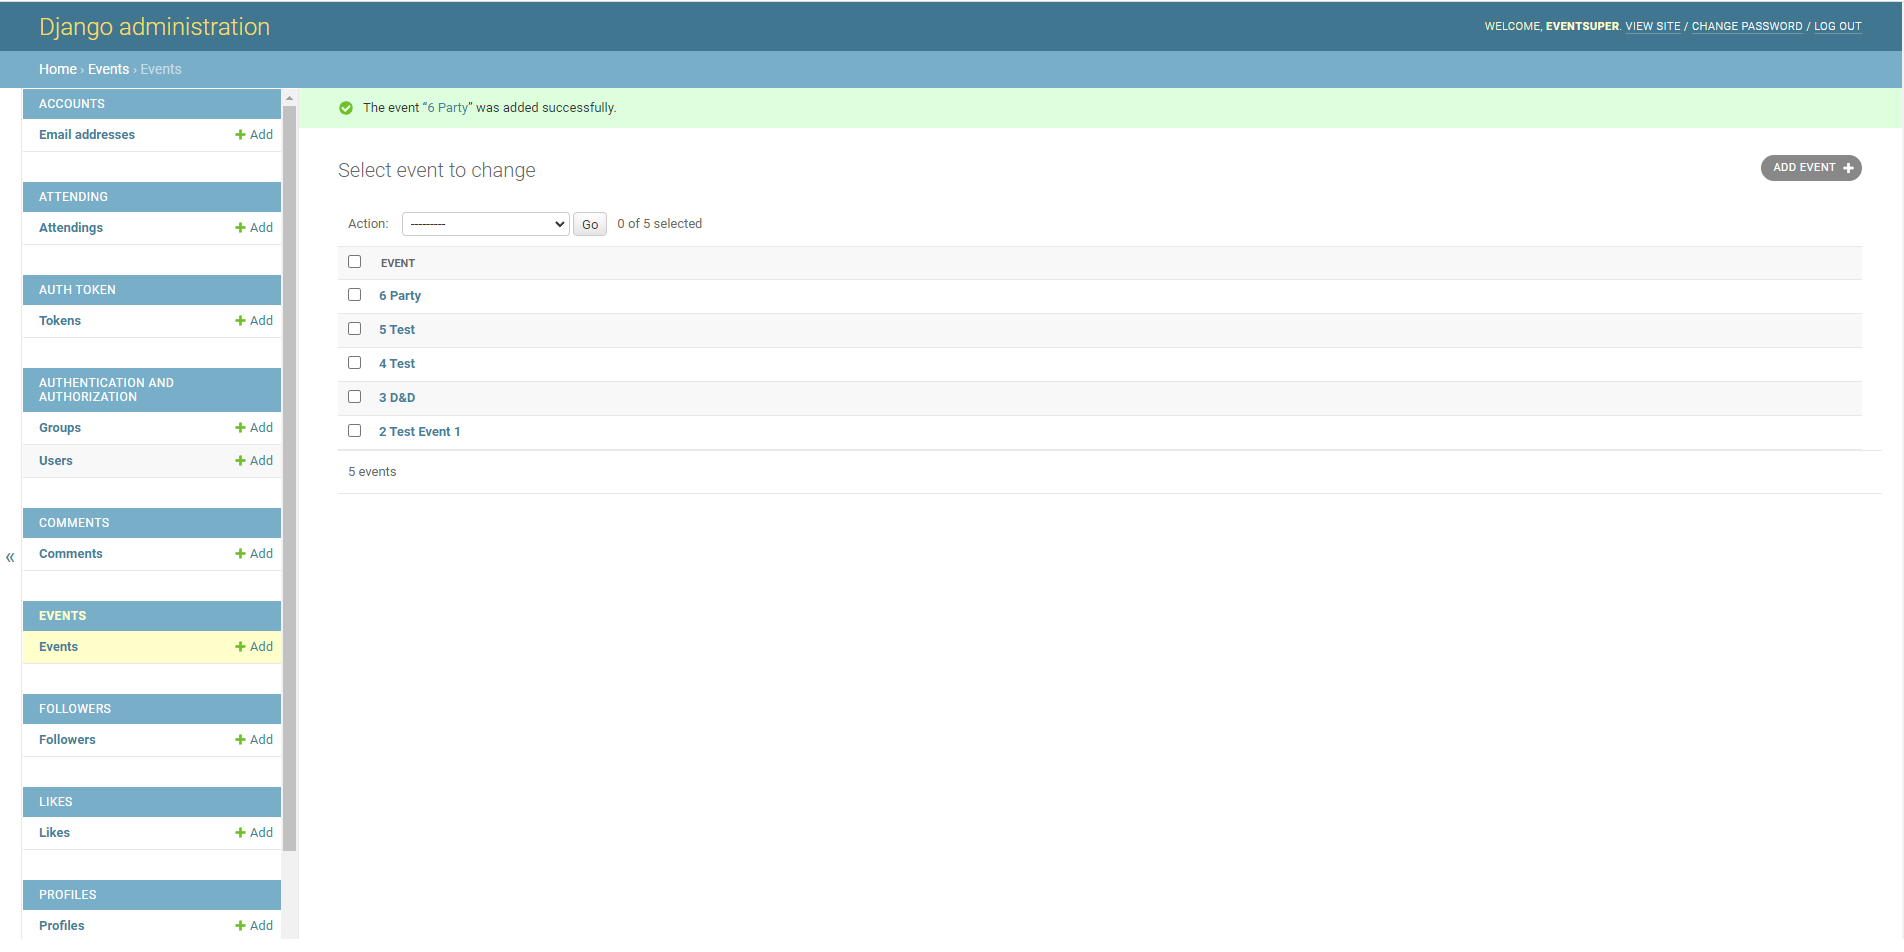 Django administration
WELCOME, EVENTSUPER. VIEW SITE / CHANGE PASSWORD / LOG OUT
Home › Events › Events
ACCOUNTS
Email addresses
Add
ATTENDING
Attendings
Add
AUTH TOKEN
Tokens
Add
AUTHENTICATION AND
AUTHORIZATION
Groups
Add
Users
Add
COMMENTS
Comments
Add
«
EVENTS
Events
Add
FOLLOWERS
Followers
Add
LIKES
Likes
Add
PROFILES
Profiles
Add
The event “6 Party” was added successfully.
Select event to change
ADD EVENT
Action: --------- Go 0 of 5 selected
EVENT
6 Party
5 Test
4 Test
3 D&D
2 Test Event 1
5 events